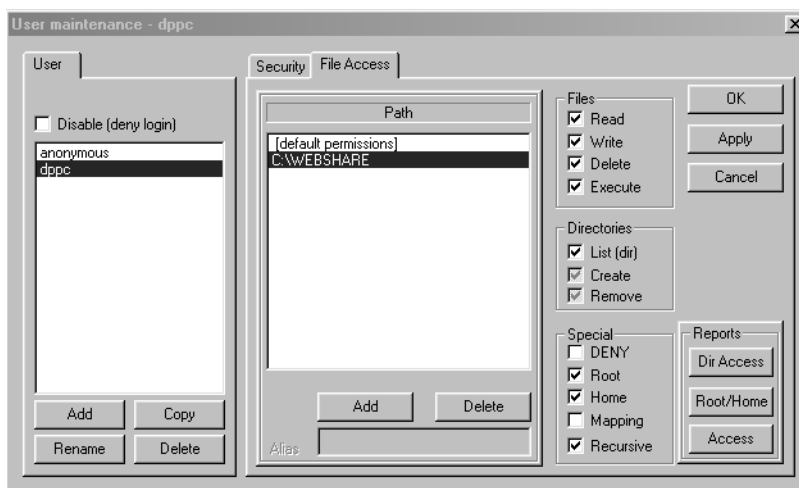 User maintenance - dppc
User
Disable (deny login)
anonymous
dppc
Add
Copy
Rename
Delete
Security
File Access
Path
[default permissions]
C:\WEBSHARE
Add
Delete
Alias
Files
Read
Write
Delete
Execute
Directories
List (dir)
Create
Remove
Special
DENY
Root
Home
Mapping
Recursive
OK
Apply
Cancel
Reports
Dir Access
Root/Home
Access